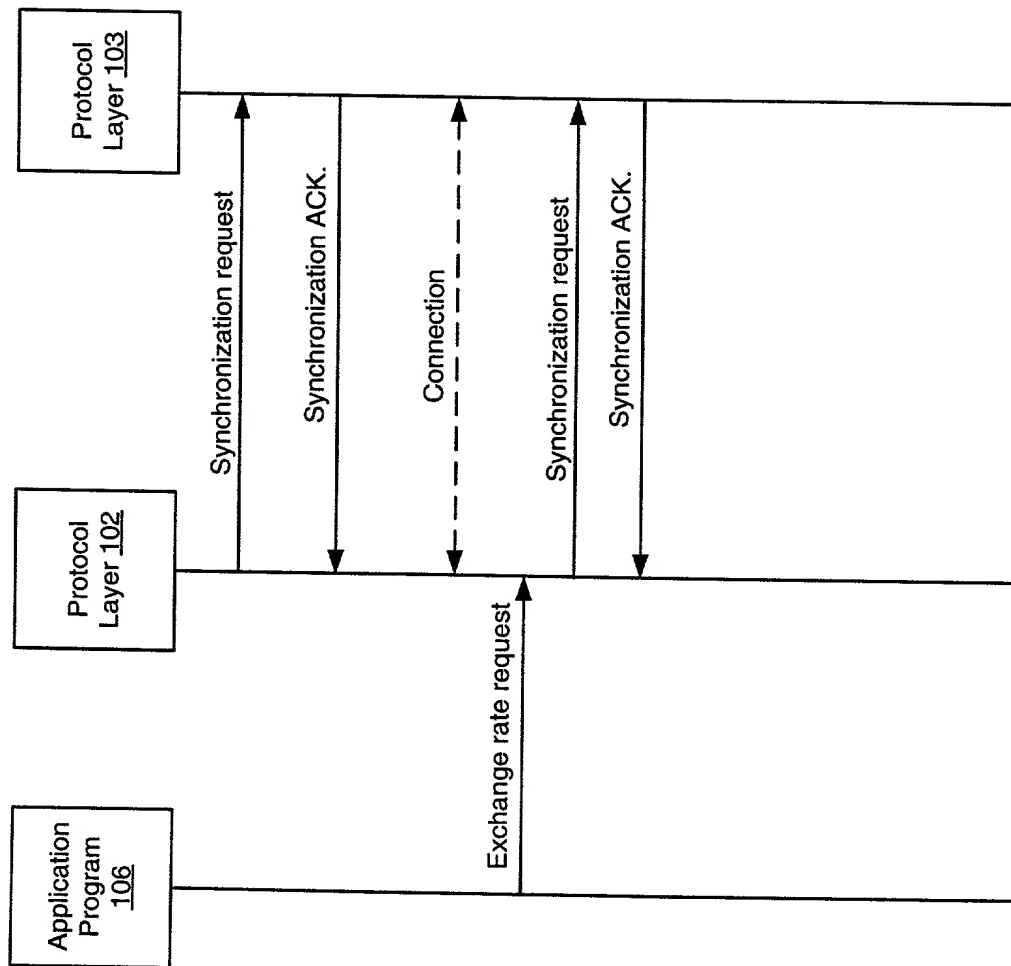 Application
Program
106
Protocol
Layer 102
Protocol
Layer 103
Synchronization request
Synchronization ACK.
Connection
Exchange rate request
Synchronization request
Synchronization ACK.